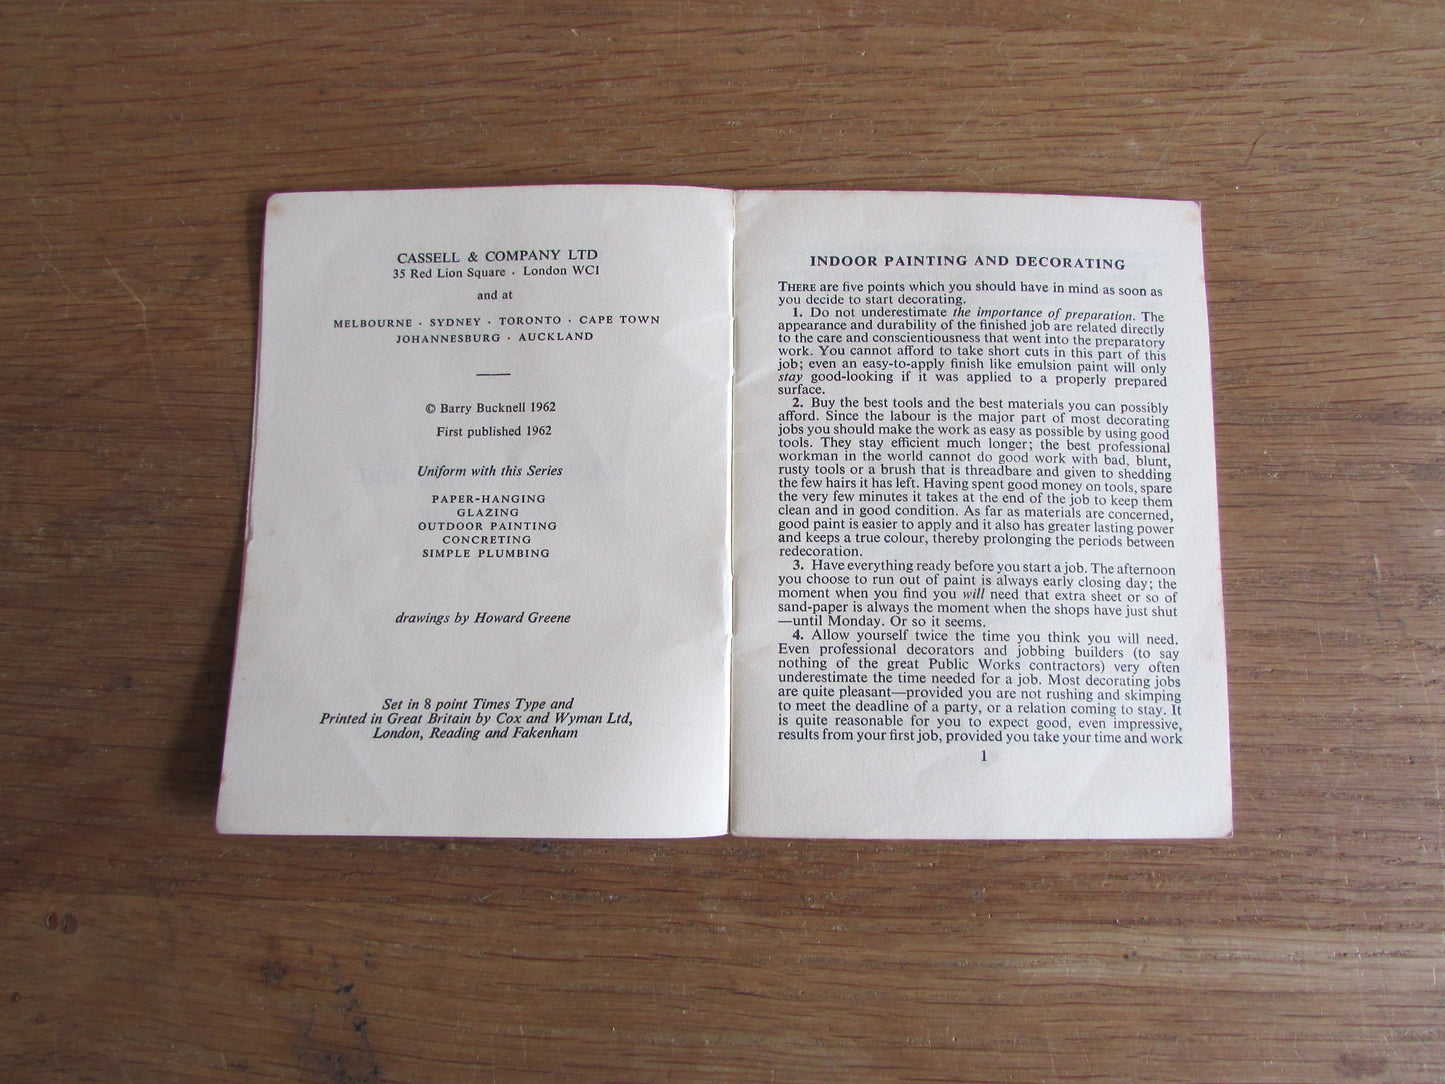 CASSELL & COMPANY LTD
35 Red Lion Square · London WC1
and at
MELBOURNE · SYDNEY · TORONTO · CAPE TOWN
JOHANNESBURG · AUCKLAND
© Barry Bucknell 1962
First published 1962
Uniform with this Series
PAPER-HANGING
GLAZING
OUTDOOR PAINTING
CONCRETING
SIMPLE PLUMBING
drawings by Howard Greene
Set in 8 point Times Type and
Printed in Great Britain by Cox and Wyman Ltd,
London, Reading and Fakenham
INDOOR PAINTING AND DECORATING
THERE are five points which you should have in mind as soon as
you decide to start decorating.
1. Do not underestimate the importance of preparation. The
appearance and durability of the finished job are related directly
to the care and conscientiousness that went into the preparatory
work. You cannot afford to take short cuts in this part of this
job; even an easy-to-apply finish like emulsion paint will only
stay good-looking if it was applied to a properly prepared
surface.
2. Buy the best tools and the best materials you can possibly
afford. Since the labour is the major part of most decorating
jobs you should make the work as easy as possible by using good
tools. They stay efficient much longer; the best professional
workman in the world cannot do good work with bad, blunt,
rusty tools or a brush that is threadbare and given to shedding
the few hairs it has left. Having spent good money on tools, spare
the very few minutes it takes at the end of the job to keep them
clean and in good condition. As far as materials are concerned,
good paint is easier to apply and it also has greater lasting power
and keeps a true colour, thereby prolonging the periods between
redecoration.
3. Have everything ready before you start a job. The afternoon
you choose to run out of paint is always early closing day; the
moment when you find you will need that extra sheet or so of
sand-paper is always the moment when the shops have just shut
—until Monday. Or so it seems.
4. Allow yourself twice the time you think you will need.
Even professional decorators and jobbing builders (to say
nothing of the great Public Works contractors) very often
underestimate the time needed for a job. Most decorating jobs
are quite pleasant—provided you are not rushing and skimping
to meet the deadline of a party, or a relation coming to stay. It
is quite reasonable for you to expect good, even impressive,
results from your first job, provided you take your time and work
1